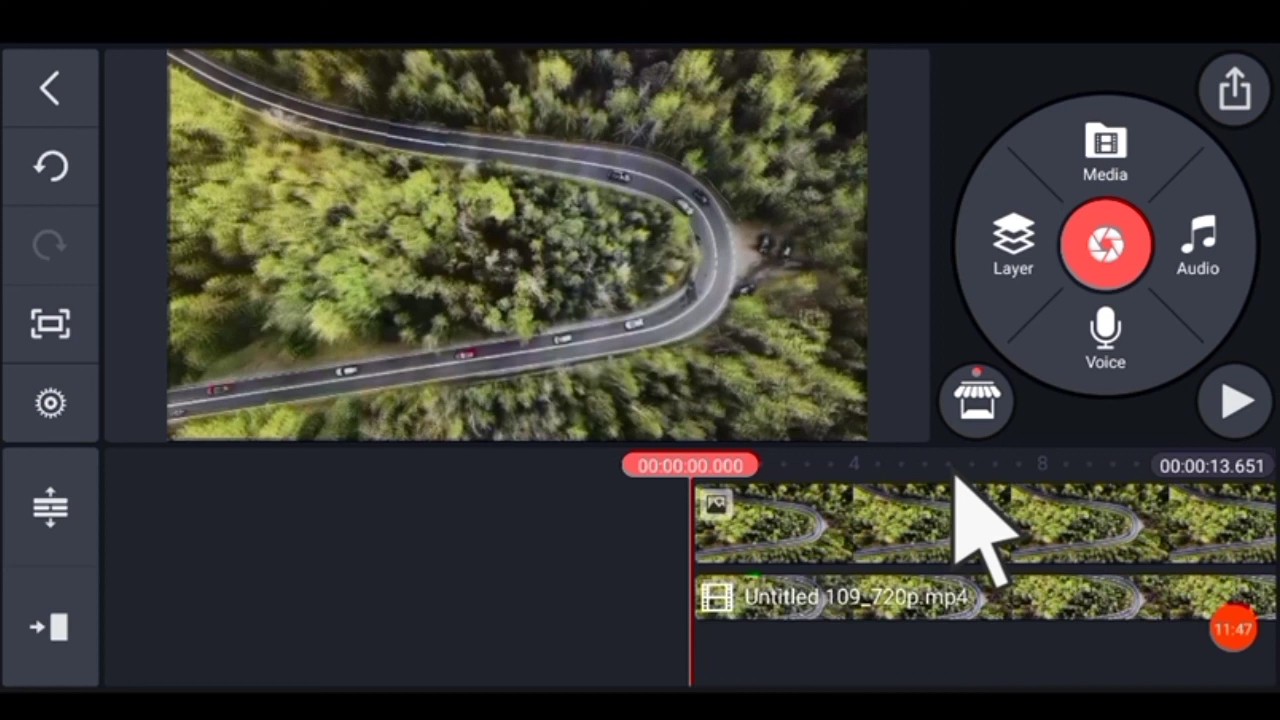 Media
Layer
Audio
Voice
00:00:00.000
4
8
00:00:13.651
Untitled 109_720p.mp4
11:47